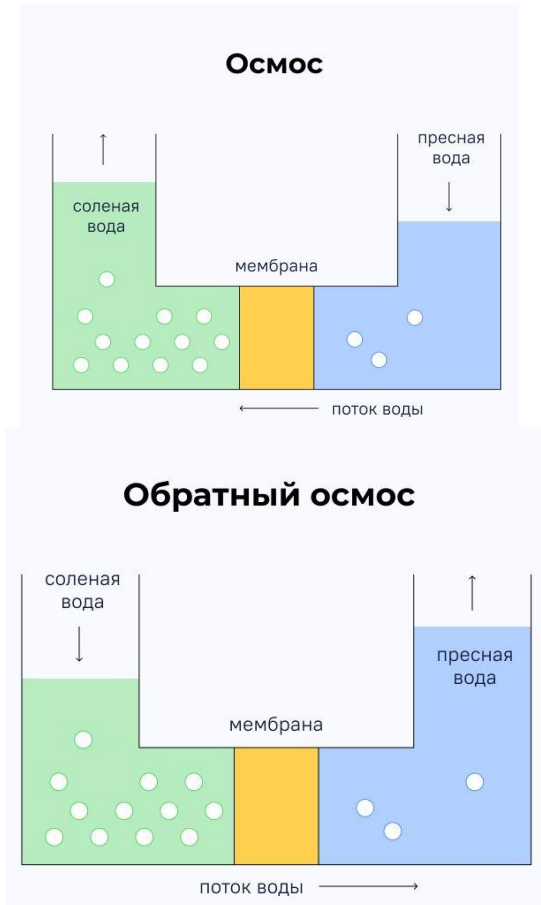 Осмос
пресная
вода
соленая
вода
мембрана
поток воды
Обратный осмос
соленая
вода
пресная
вода
мембрана
поток воды